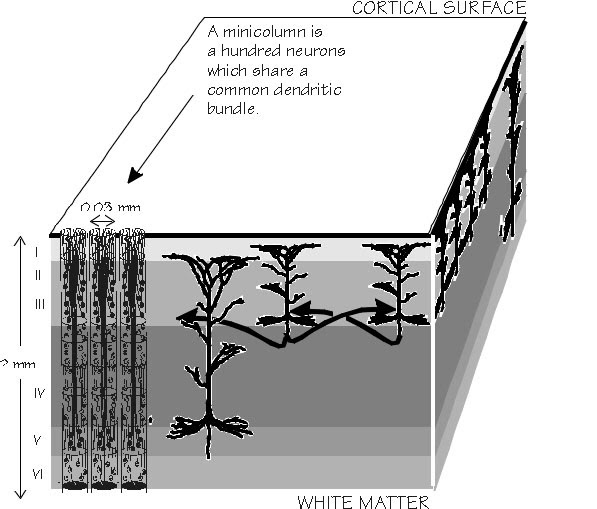 CORTICAL SURFACE
A minicolumn is
a hundred neurons
which share a
common dendritic
bundle.
0.03 mm
I
II
III
mm
IV
V
VI
WHITE MATTER